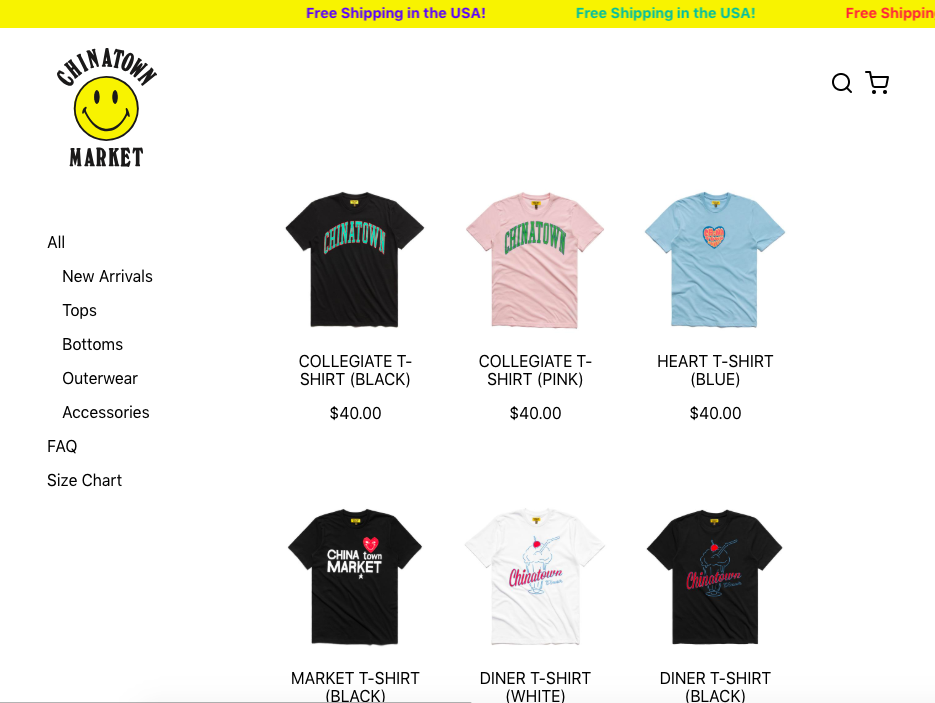 Free Shipping in the USA! Free Shipping in the USA! Free Shippin
CHINATOWN
MARKET
All
New Arrivals
Tops
Bottoms
Outerwear
Accessories
FAQ
Size Chart
CHINATOWN
CHINATOWN
COLLEGIATE T-
SHIRT (BLACK)
$40.00
COLLEGIATE T-
SHIRT (PINK)
$40.00
HEART T-SHIRT
(BLUE)
$40.00
CHINA town
MARKET
Chinatown
Chinatown
MARKET T-SHIRT
(BLACK)
DINER T-SHIRT
(WHITE)
DINER T-SHIRT
(BLACK)